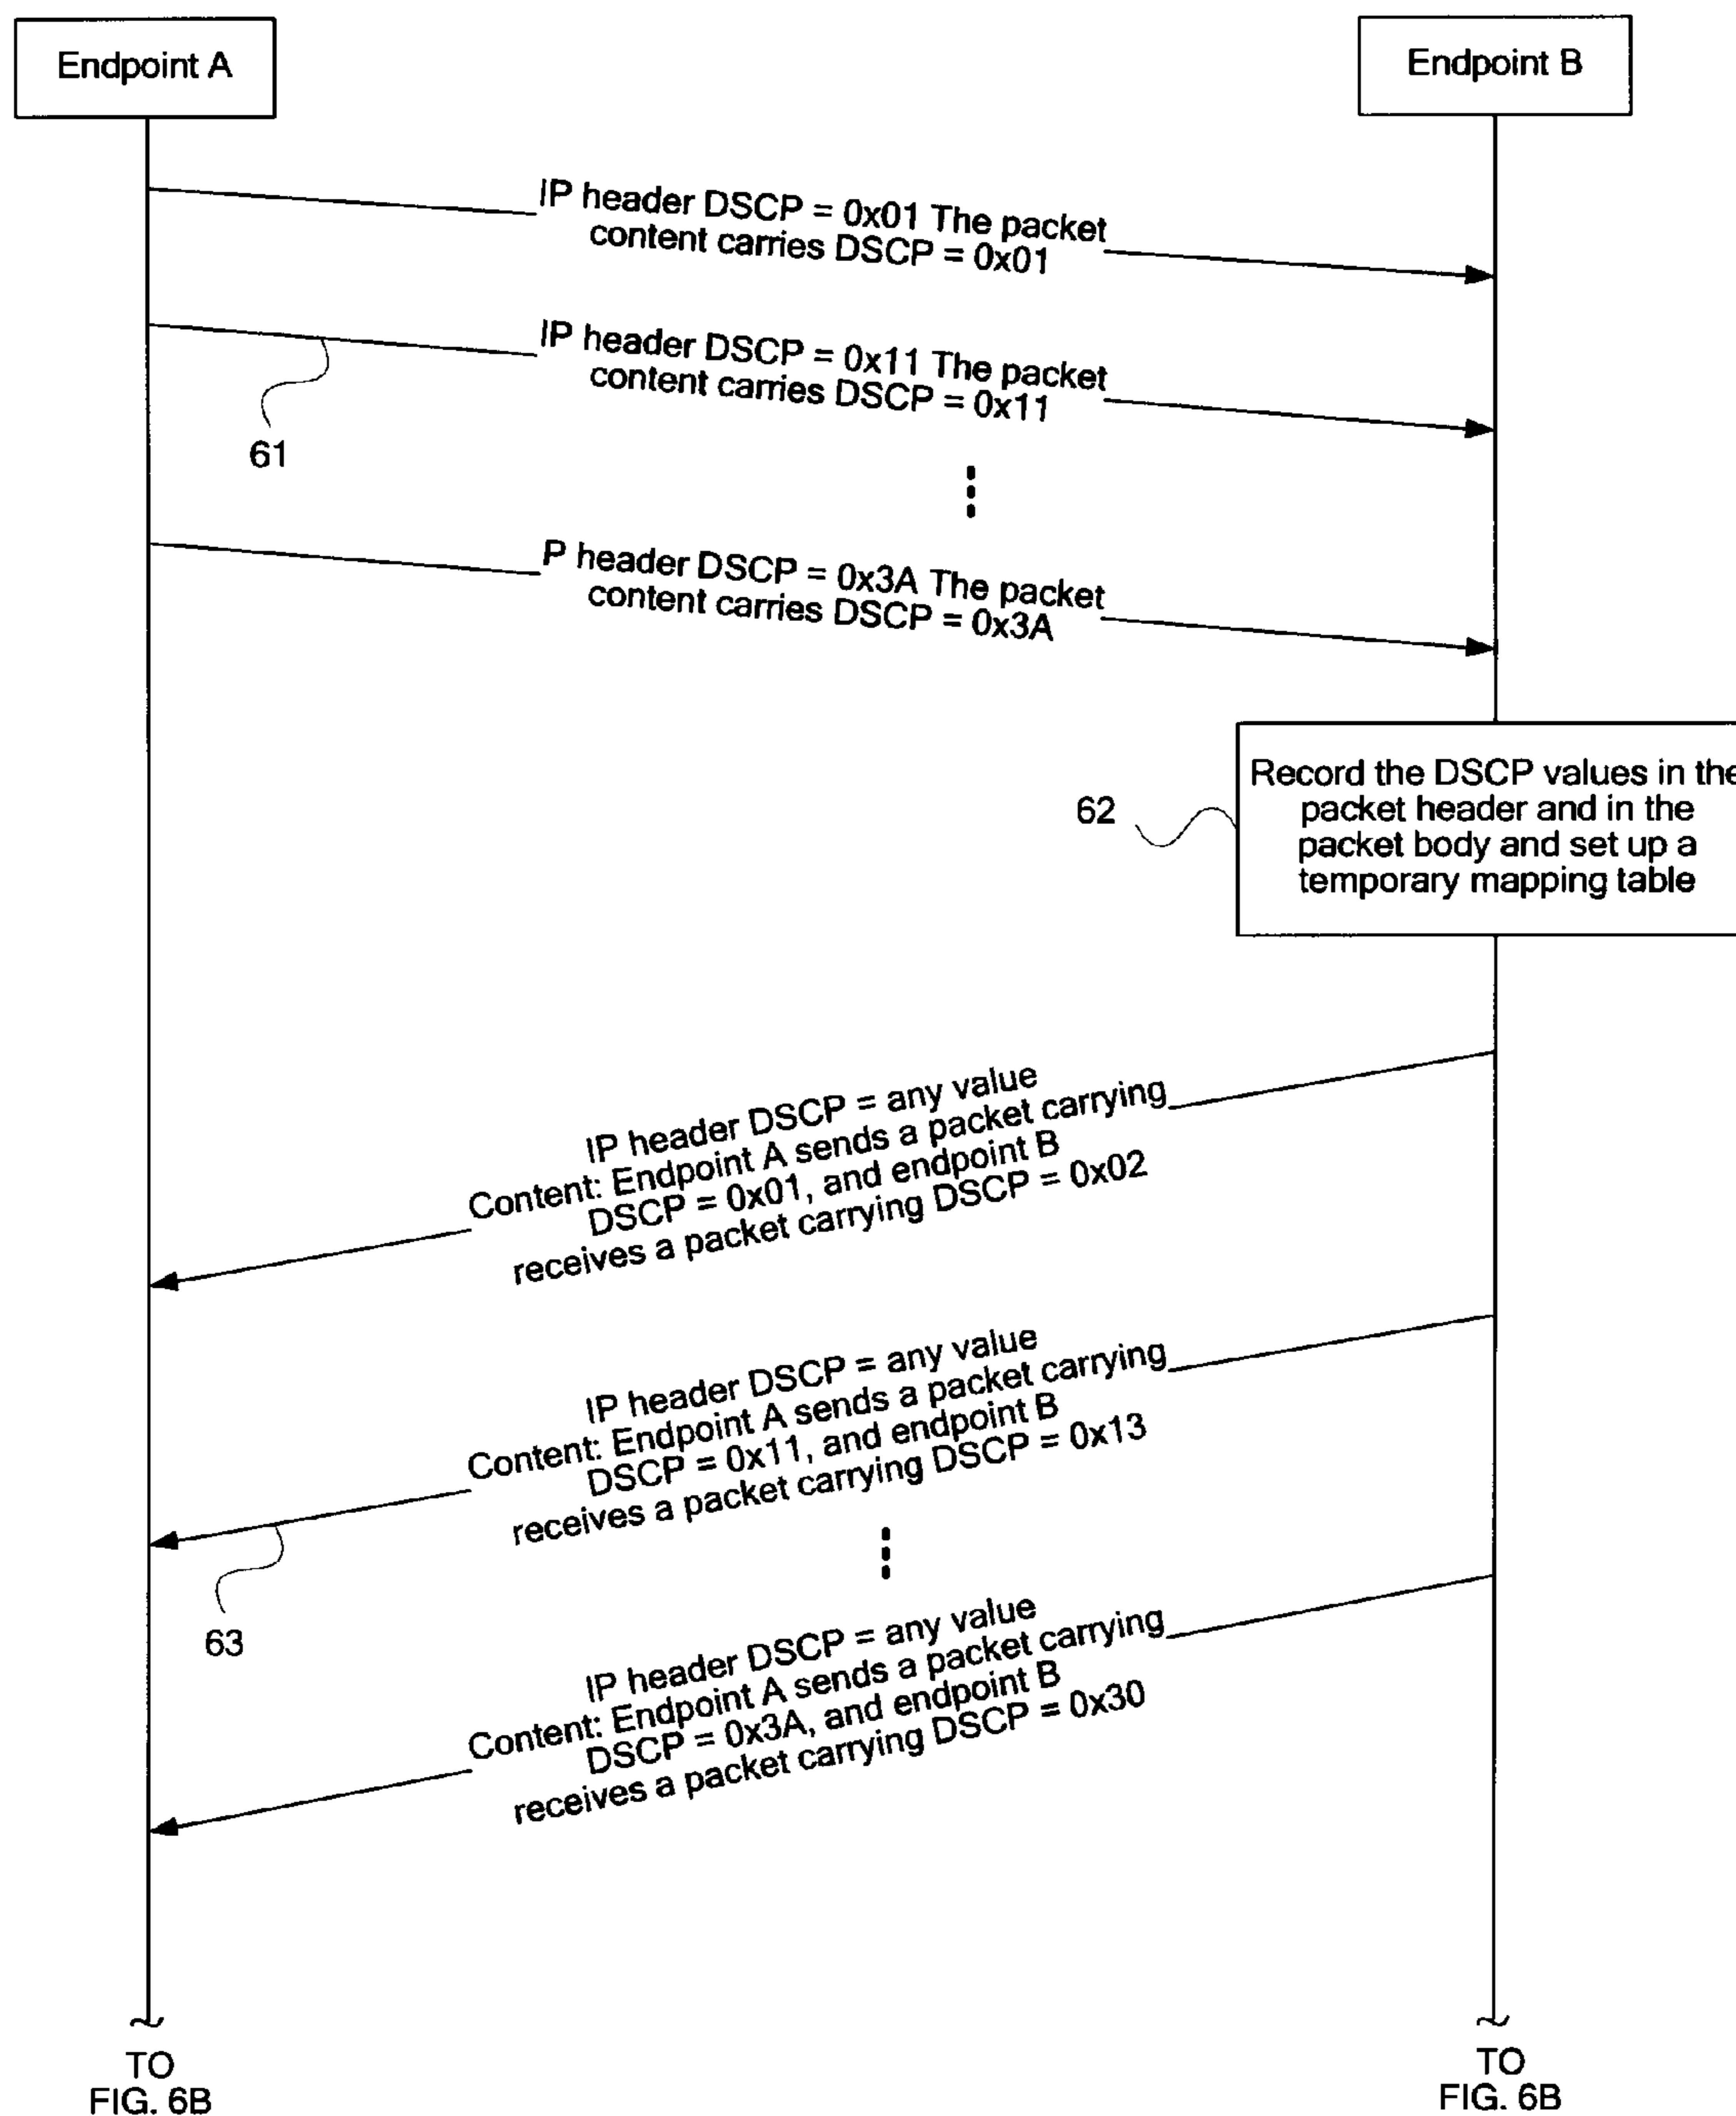 Endpoint A
Endpoint B
IP header DSCP = 0x01 The packet
content carries DSCP = 0x01
IP header DSCP = 0x11 The packet
content carries DSCP = 0x11
61
P header DSCP = 0x3A The packet
content carries DSCP = 0x3A
Record the DSCP values in the
packet header and in the
packet body and set up a
temporary mapping table
62
IP header DSCP = any value
Content: Endpoint A sends a packet carrying
DSCP = 0x01, and endpoint B
receives a packet carrying DSCP = 0x02
IP header DSCP = any value
Content: Endpoint A sends a packet carrying
DSCP = 0x11, and endpoint B
receives a packet carrying DSCP = 0x13
63
IP header DSCP = any value
Content: Endpoint A sends a packet carrying
DSCP = 0x3A, and endpoint B
receives a packet carrying DSCP = 0x30
TO
FIG. 6B
TO
FIG. 6B